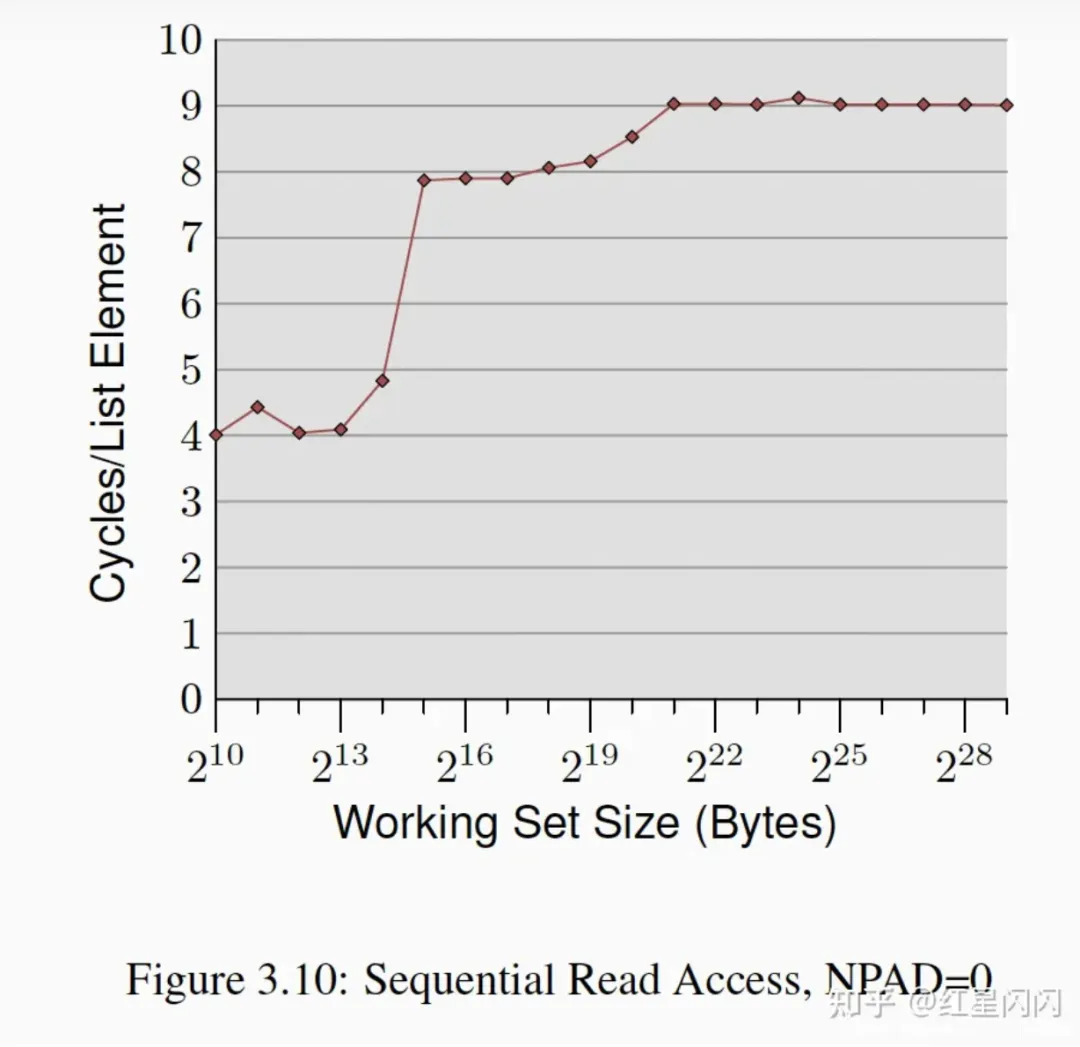 10
9
8
7
6
5
4
3
2
1
0
Cycles/List Element
2^10 2^13 2^16 2^19 2^22 2^25 2^28
Working Set Size (Bytes)
Figure 3.10: Sequential Read Access, NPAD=0
知乎 @红星闪闪